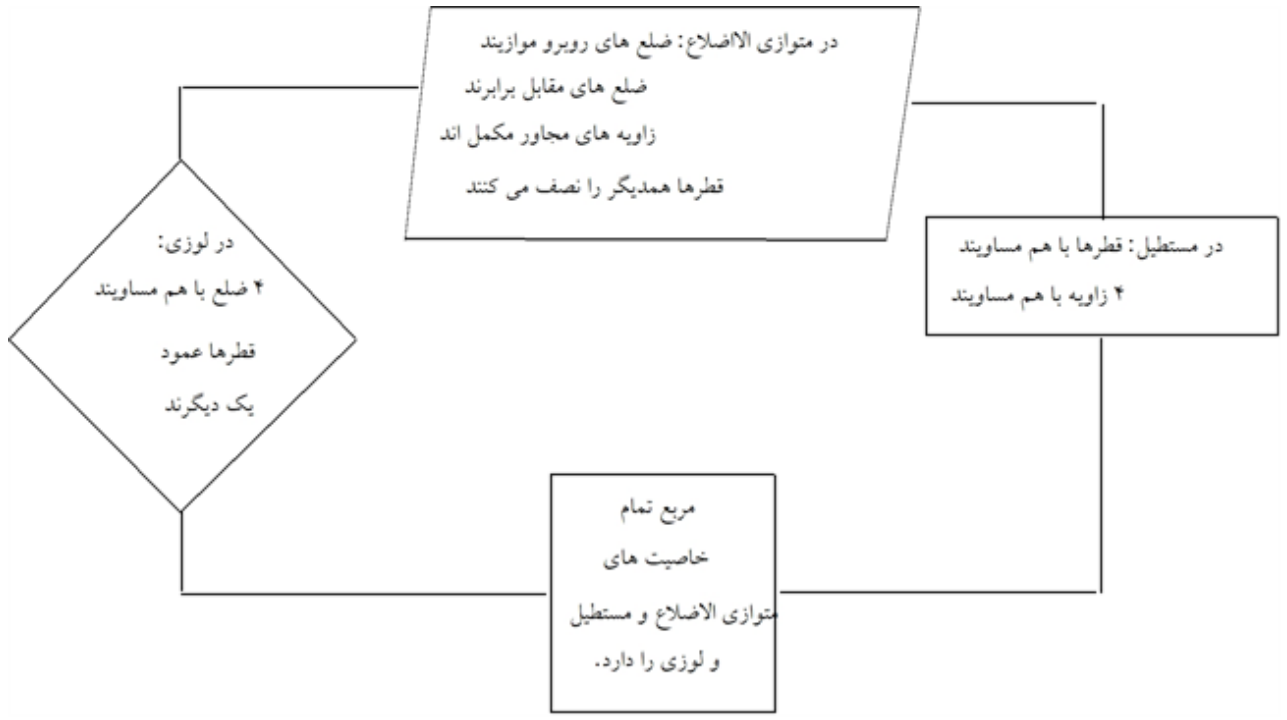 در متوازی الااضلاع: ضلع های روبرو موازیند
ضلع های مقابل برابرند
زاویه های مجاور مکمل اند
قطرها همدیگر را نصف می کنند
در مستطیل: قطرها با هم مساویند
۴ زاویه با هم مساویند
در لوزی:
۴ ضلع با هم مساویند
قطرها عمود
یک دیگرند
مربع تمام
خاصیت های
متوازی الاضلاع و مستطیل
و لوزی را دارد.